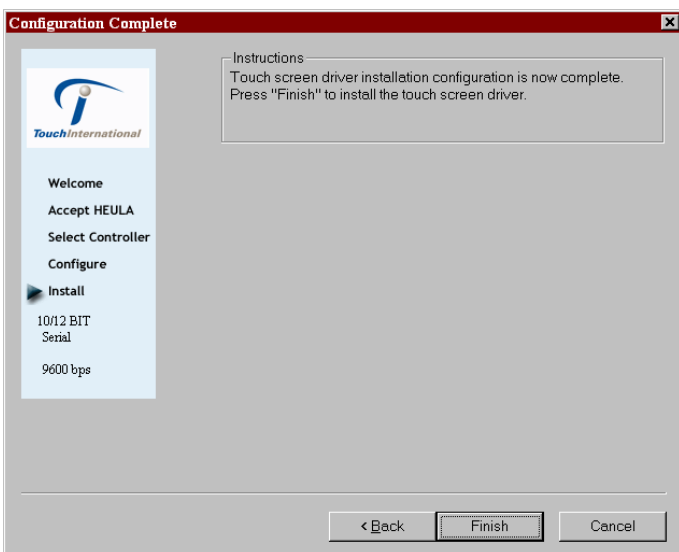 Configuration Complete
Instructions
Touch screen driver installation configuration is now complete.
Press "Finish" to install the touch screen driver.
TouchInternational
Welcome
Accept HEULA
Select Controller
Configure
Install
10/12 BIT
Serial
9600 bps
< Back
Finish
Cancel